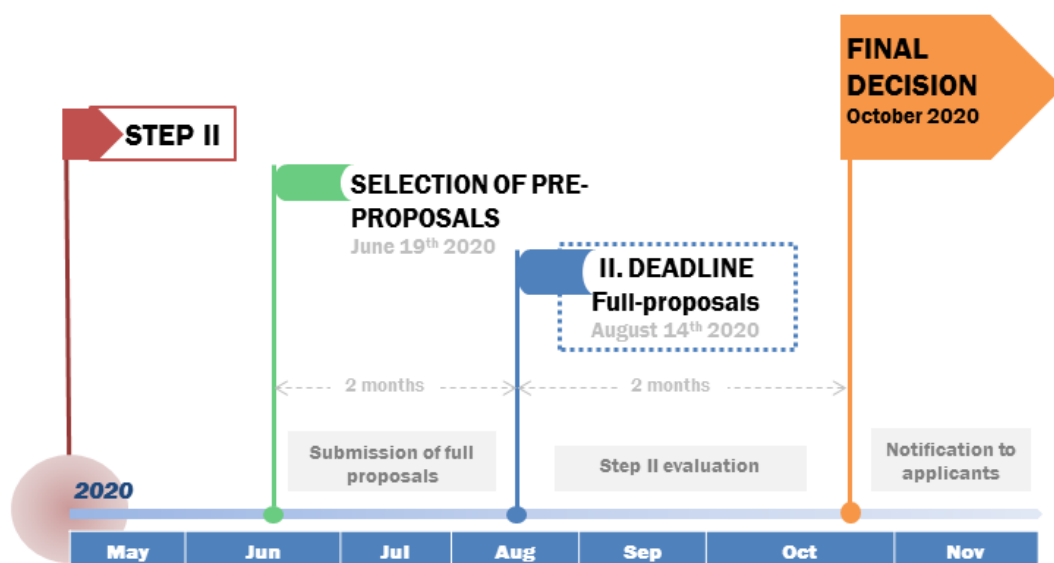 FINAL
DECISION
October 2020
STEP II
SELECTION OF PRE-
PROPOSALS
June 19th 2020
II. DEADLINE
Full-proposals
August 14th 2020
2 months
2 months
Submission of full
proposals
Step II evaluation
Notification to
applicants
2020
May
Jun
Jul
Aug
Sep
Oct
Nov